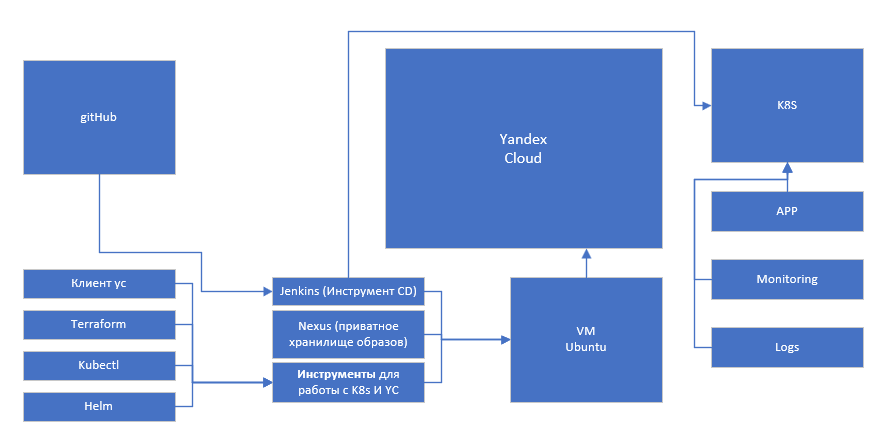 gitHub
Yandex
Cloud
K8S
APP
Клиент yc
Jenkins (Инструмент CD)
Monitoring
Terraform
Nexus (приватное
хранилище образов)
VM
Ubuntu
Logs
Kubectl
Инструменты для
работы с K8s И YC
Helm